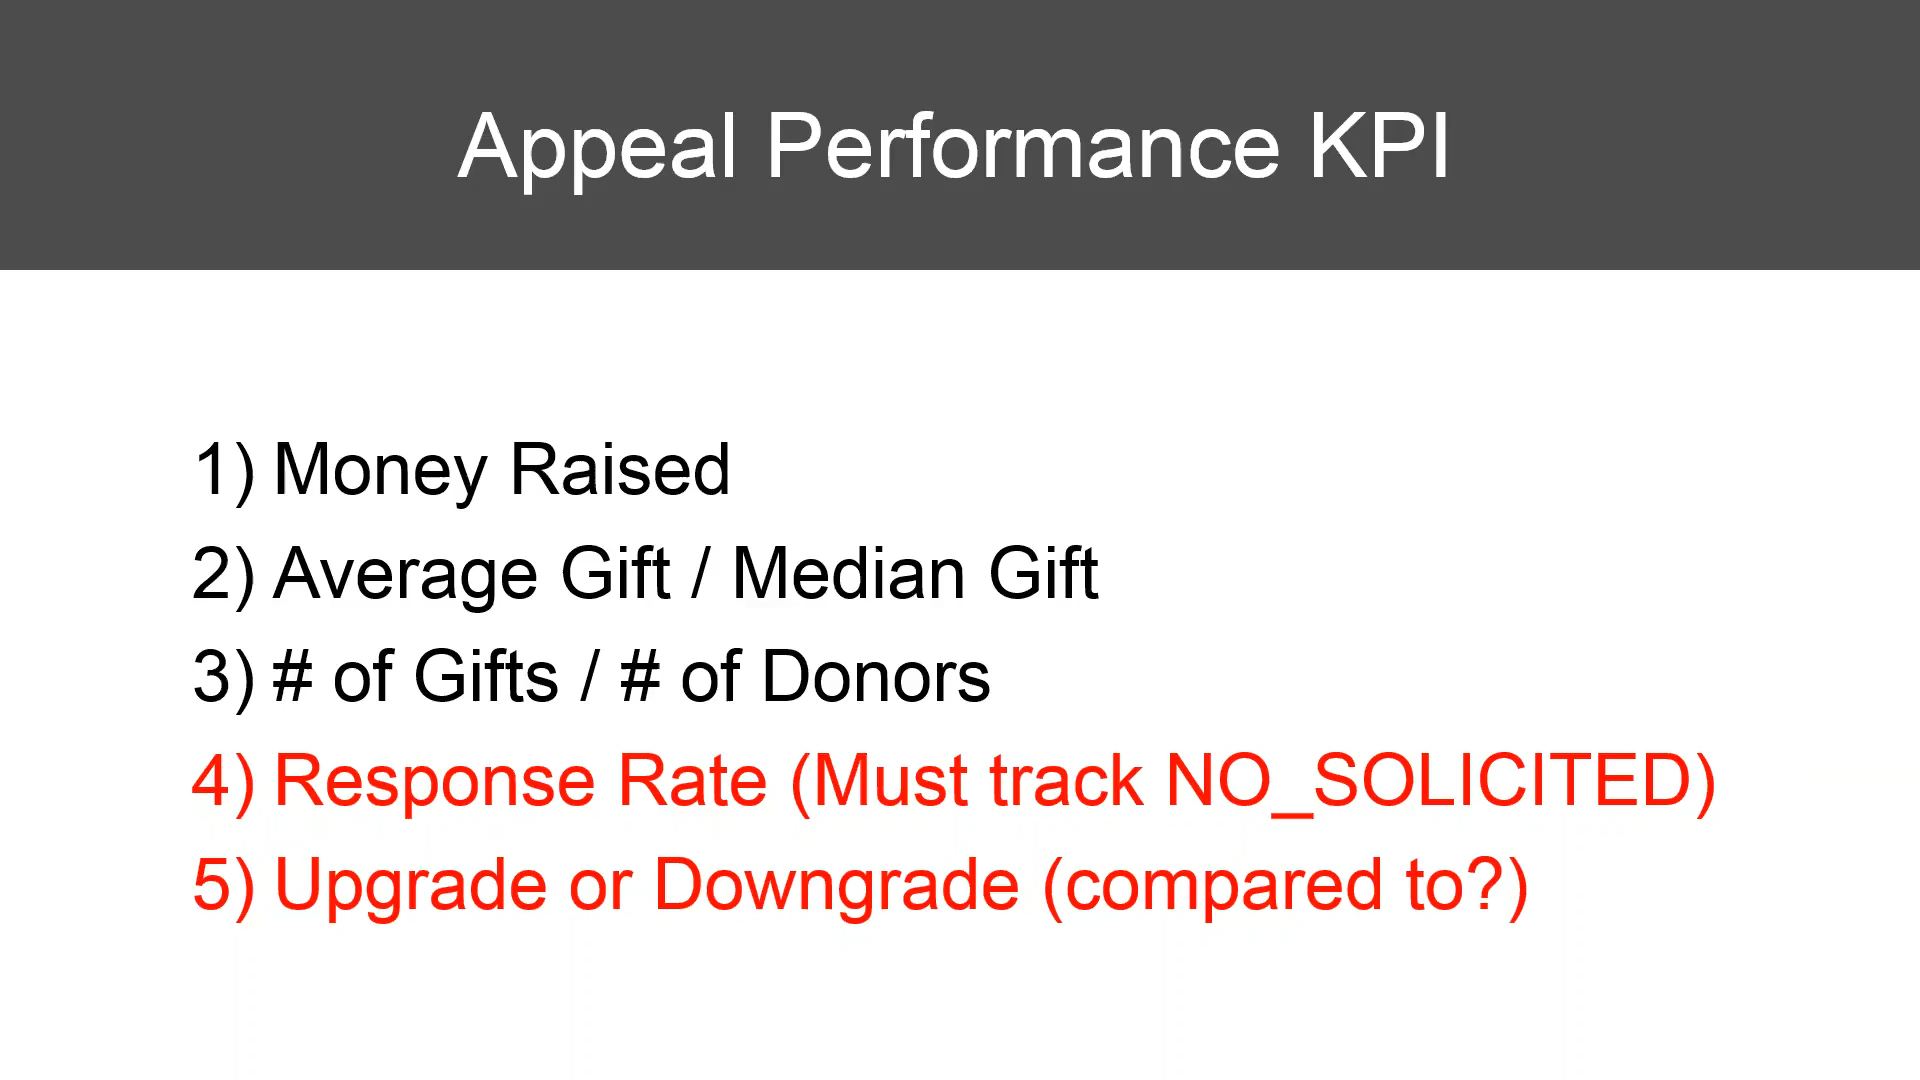 Appeal Performance KPI
1) Money Raised
2) Average Gift / Median Gift
3) # of Gifts / # of Donors
4) Response Rate (Must track NO_SOLICITED)
5) Upgrade or Downgrade (compared to?)